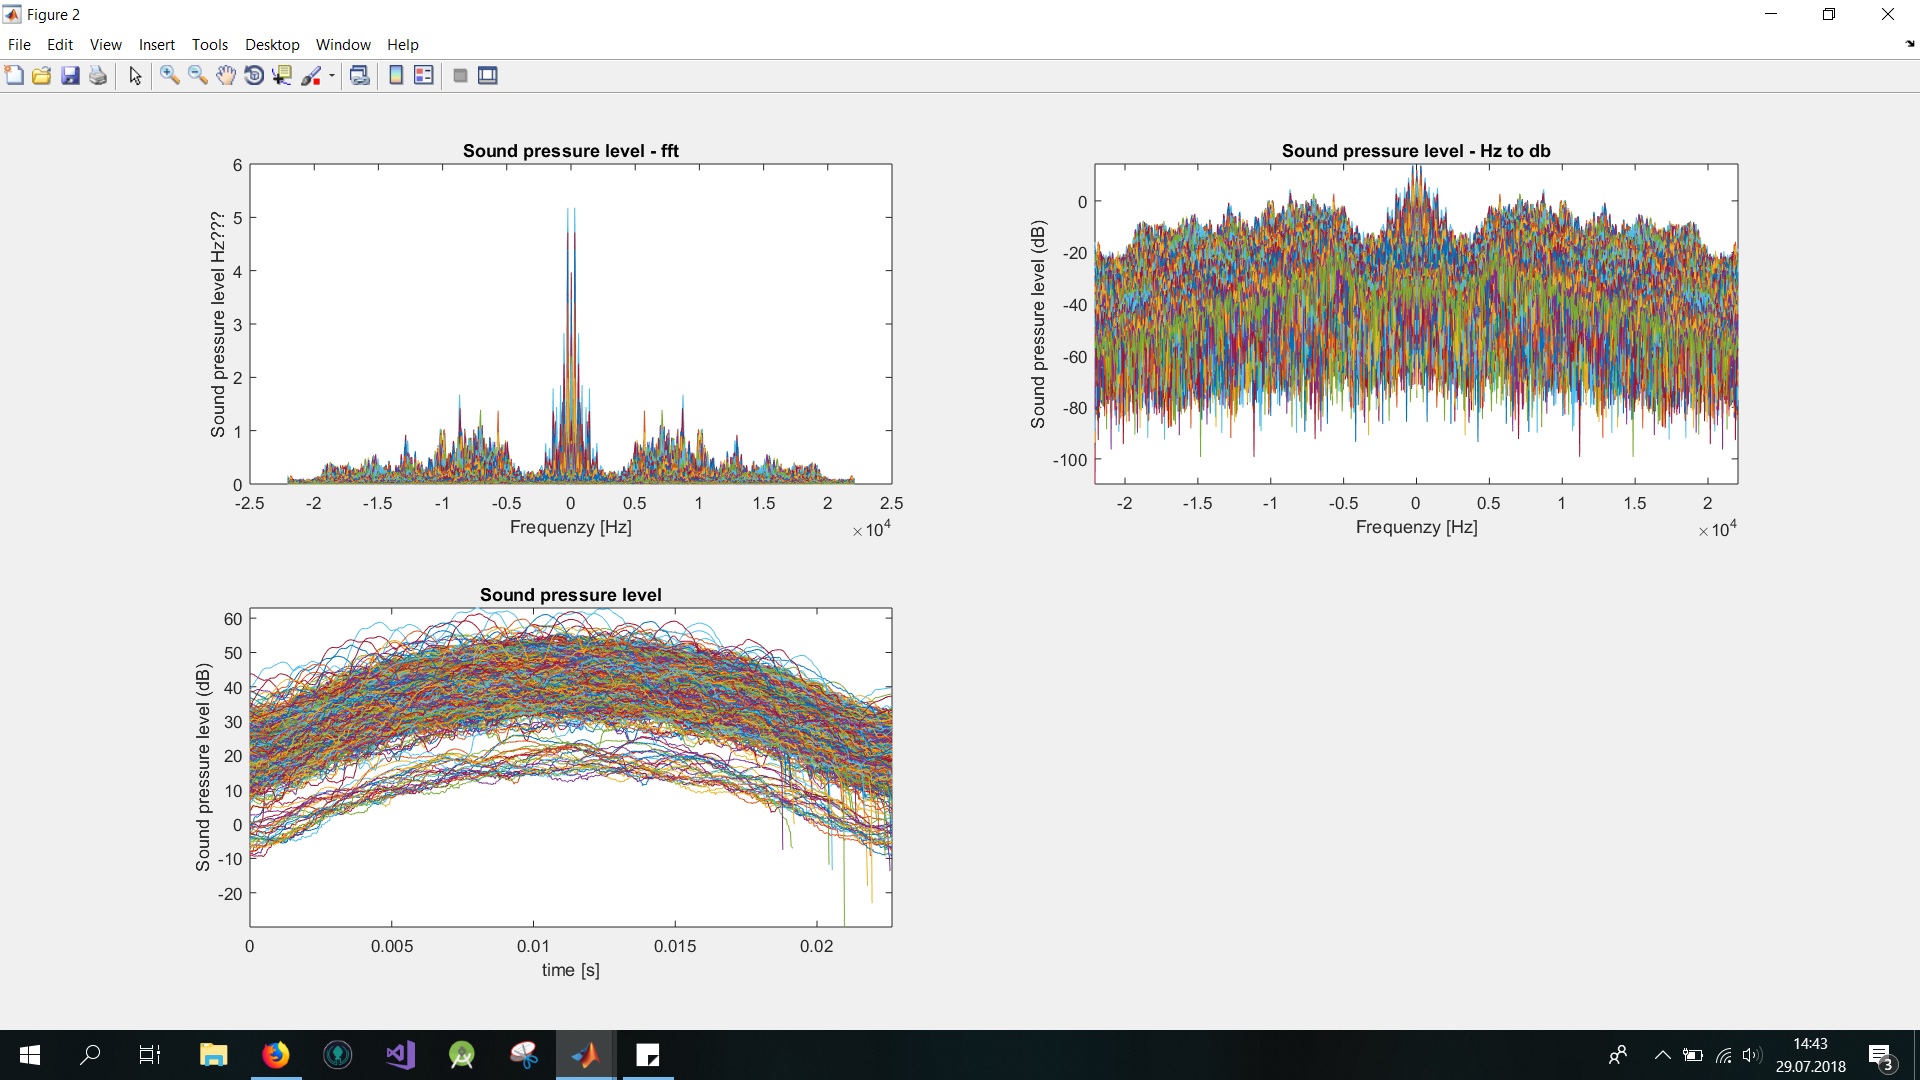 Figure 2
File Edit View Insert Tools Desktop Window Help
Sound pressure level - fft
Sound pressure level Hz???
6
5
4
3
2
1
0
-2.5 -2 -1.5 -1 -0.5 0 0.5 1 1.5 2 2.5
Frequenzy [Hz]
×10^4
Sound pressure level - Hz to db
Sound pressure level (dB)
0
-20
-40
-60
-80
-100
-2 -1.5 -1 -0.5 0 0.5 1 1.5 2
Frequenzy [Hz]
×10^4
Sound pressure level
Sound pressure level (dB)
60
50
40
30
20
10
0
-10
-20
0 0.005 0.01 0.015 0.02
time [s]
14:43
29.07.2018
3